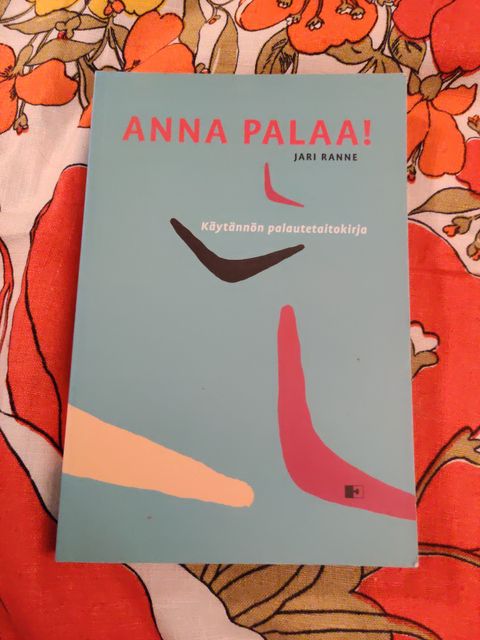 ANNA PALAA!
JARI RANNE
Käytännön palautetaitokirja